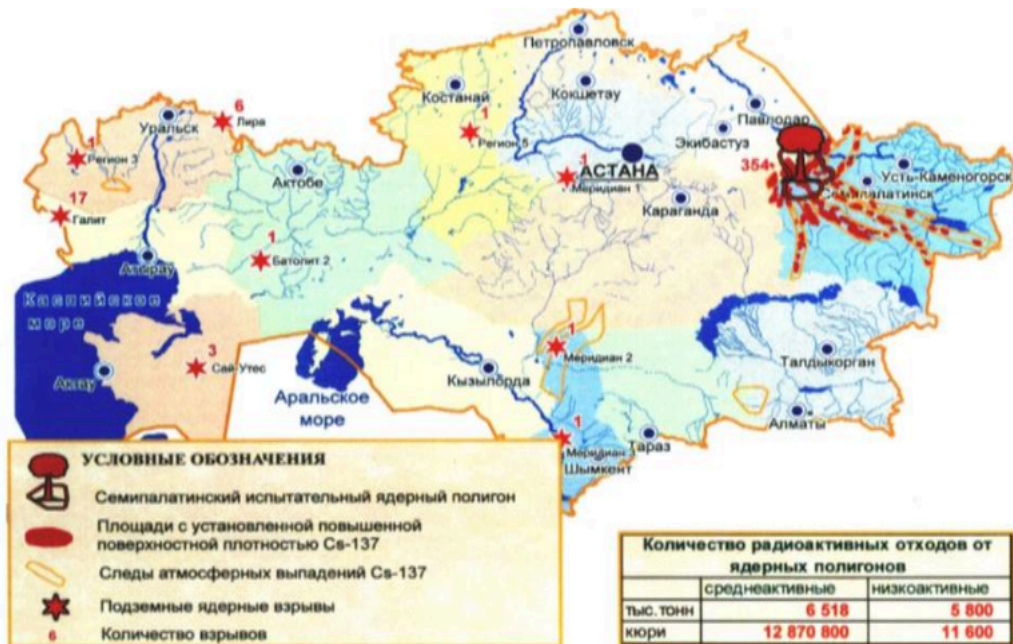 Петропавловск
Костанай
Кокшетау
6
Лира
Уральск
1
Регион 3
1
Регион 5
Павлодар
Экибастуз
354
АСТАНА
1
Меридиан 1
Усть-Каменогорск
Семипалатинск
Актобе
Караганда
17
Галит
1
Батолит 2
Атырау
Каспийское
море
3
Сай-Утес
Актау
Аральское
море
Кызылорда
1
Меридиан 2
Талдыкорган
Алматы
1
Меридиан 3
Тараз
Шымкент
УСЛОВНЫЕ ОБОЗНАЧЕНИЯ
Семипалатинский испытательный ядерный полигон
Площади с установленной повышенной
поверхностной плотностью Cs-137
Следы атмосферных выпадений Cs-137
Подземные ядерные взрывы
6 Количество взрывов
Количество радиоактивных отходов от
ядерных полигонов
среднеактивные низкоактивные
тыс. тонн 6 518 5 800
кюри 12 870 800 11 600